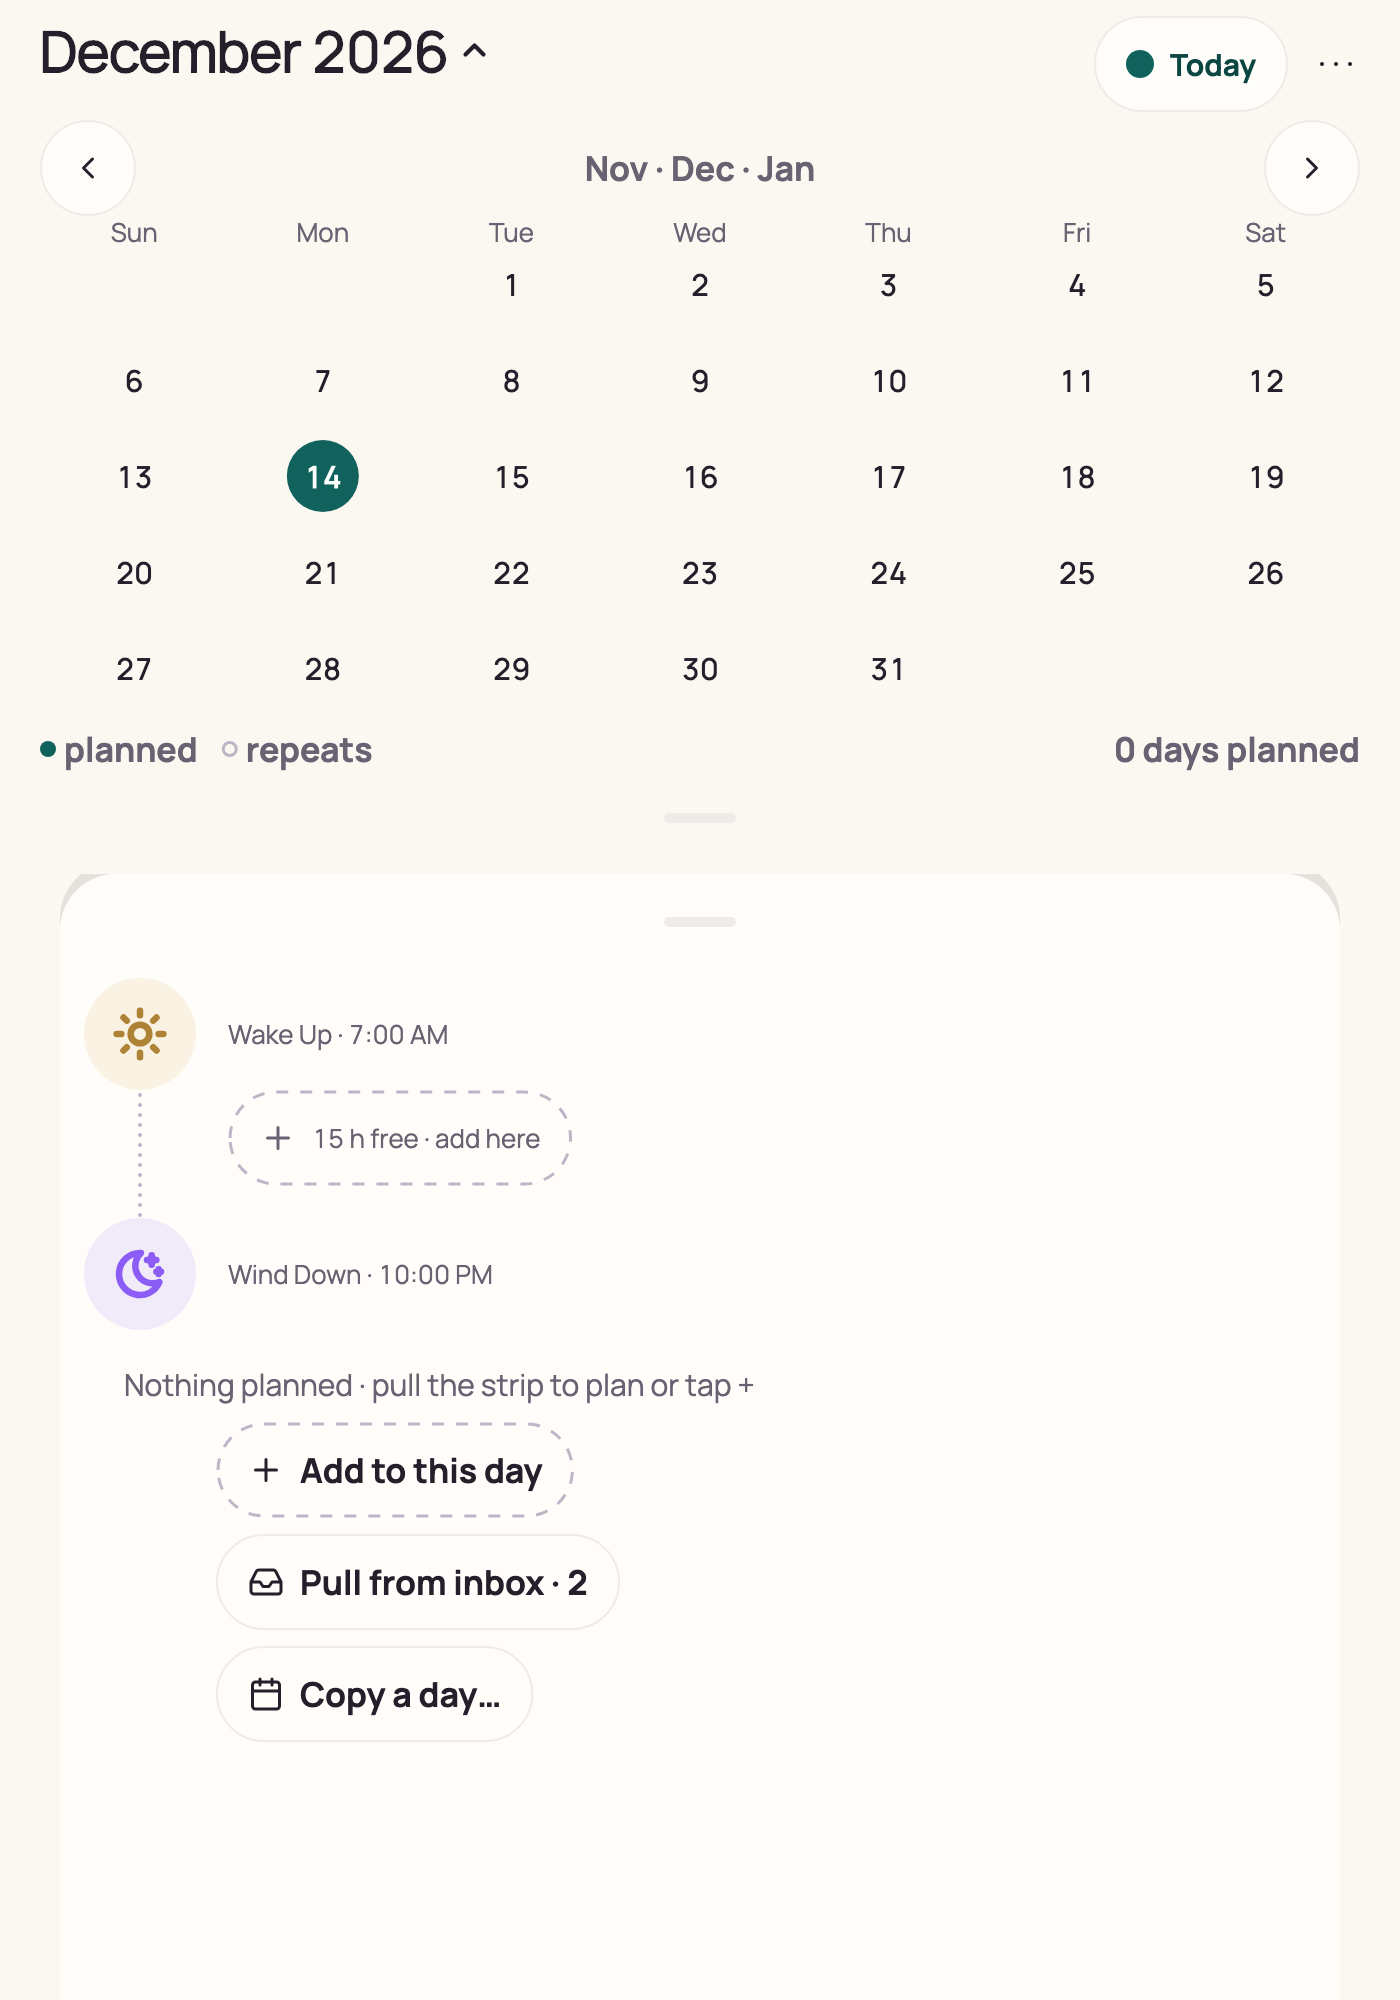 December 2026
Today
Nov · Dec · Jan
Sun Mon Tue Wed Thu Fri Sat
1 2 3 4 5
6 7 8 9 10 11 12
13 14 15 16 17 18 19
20 21 22 23 24 25 26
27 28 29 30 31
planned repeats 0 days planned
Wake Up · 7:00 AM
+ 15 h free · add here
Wind Down · 10:00 PM
Nothing planned · pull the strip to plan or tap +
+ Add to this day
Pull from inbox · 2
Copy a day…